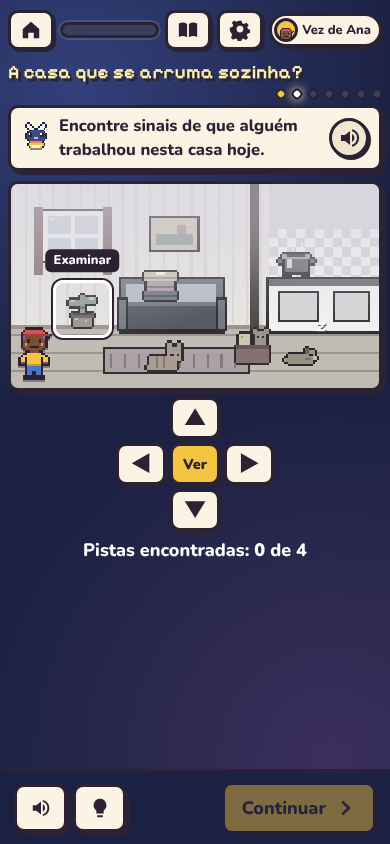 Vez de Ana
A casa que se arruma sozinha?
Encontre sinais de que alguém
trabalhou nesta casa hoje.
Examinar
Ver
Pistas encontradas: 0 de 4
Continuar